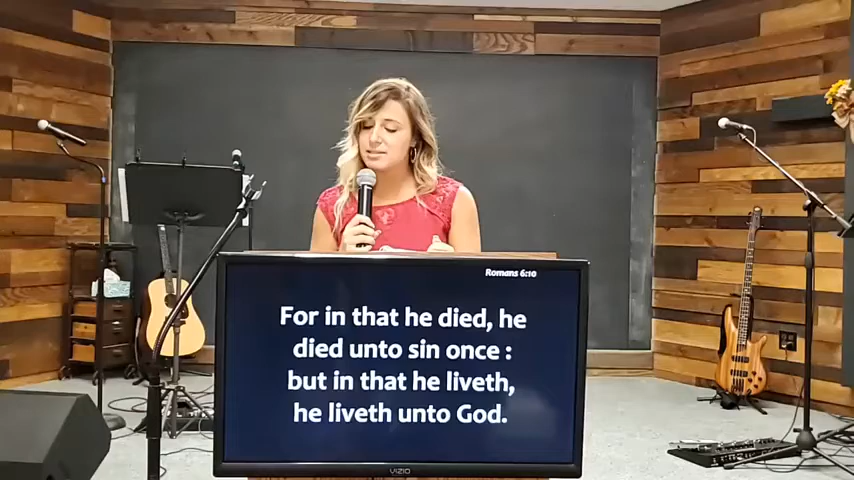 Romans 6:10
For in that he died, he
died unto sin once :
but in that he liveth,
he liveth unto God.
VIZIO